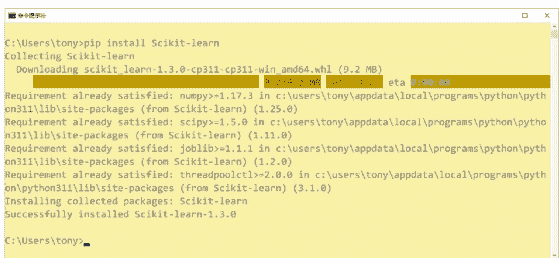 命令提示符
C:\Users\tony>pip install Scikit-learn
Collecting Scikit-learn
Downloading scikit_learn-1.3.0-cp311-cp311-win_amd64.whl (9.2 MB)
eta
Requirement already satisfied: numpy>=1.17.3 in c:\users\tony\appdata\local\programs\python\pyth
on311\lib\site-packages (from Scikit-learn) (1.25.0)
Requirement already satisfied: scipy>=1.5.0 in c:\users\tony\appdata\local\programs\python\pytho
n311\lib\site-packages (from Scikit-learn) (1.11.0)
Requirement already satisfied: joblib>=1.1.1 in c:\users\tony\appdata\local\programs\python\pyth
on311\lib\site-packages (from Scikit-learn) (1.2.0)
Requirement already satisfied: threadpoolctl>=2.0.0 in c:\users\tony\appdata\local\programs\pyth
on\python311\lib\site-packages (from Scikit-learn) (3.1.0)
Installing collected packages: Scikit-learn
Successfully installed Scikit-learn-1.3.0
C:\Users\tony>